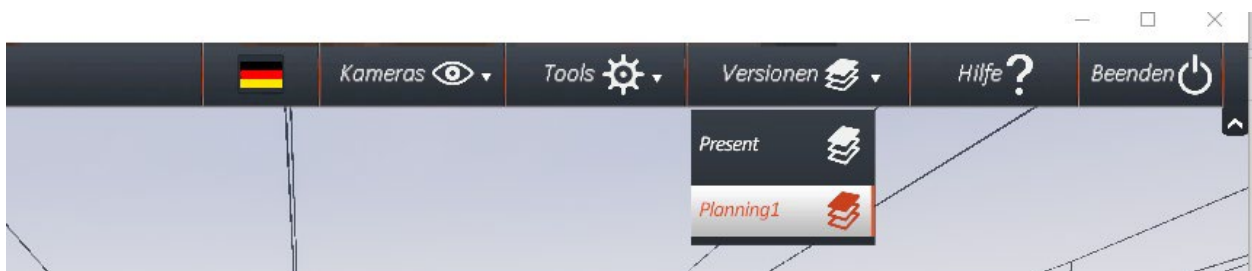 Kameras
Tools
Versionen
Hilfe ?
Beenden
Present
Planning1